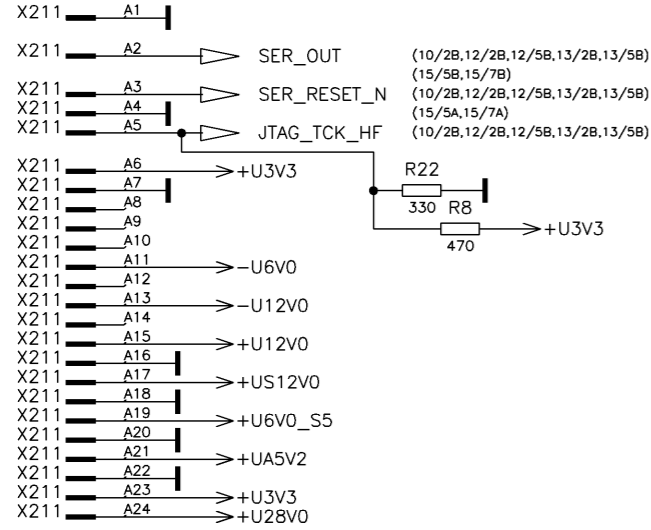 X211 A1
X211 A2 SER_OUT (10/2B,12/2B,12/5B,13/2B,13/5B)
(15/5B,15/7B)
X211 A3 SER_RESET_N (10/2B,12/2B,12/5B,13/2B,13/5B)
X211 A4 (15/5A,15/7A)
X211 A5 JTAG_TCK_HF (10/2B,12/2B,12/5B,13/2B,13/5B)
X211 A6 +U3V3
R22
X211 A7
330 R8
X211 A8
X211 A9
+U3V3
470
X211 A10
X211 A11 -U6V0
X211 A12
X211 A13 -U12V0
X211 A14
X211 A15 +U12V0
X211 A16
X211 A17 +US12V0
X211 A18
X211 A19 +U6V0_S5
X211 A20
X211 A21 +UA5V2
X211 A22
X211 A23 +U3V3
X211 A24 +U28V0